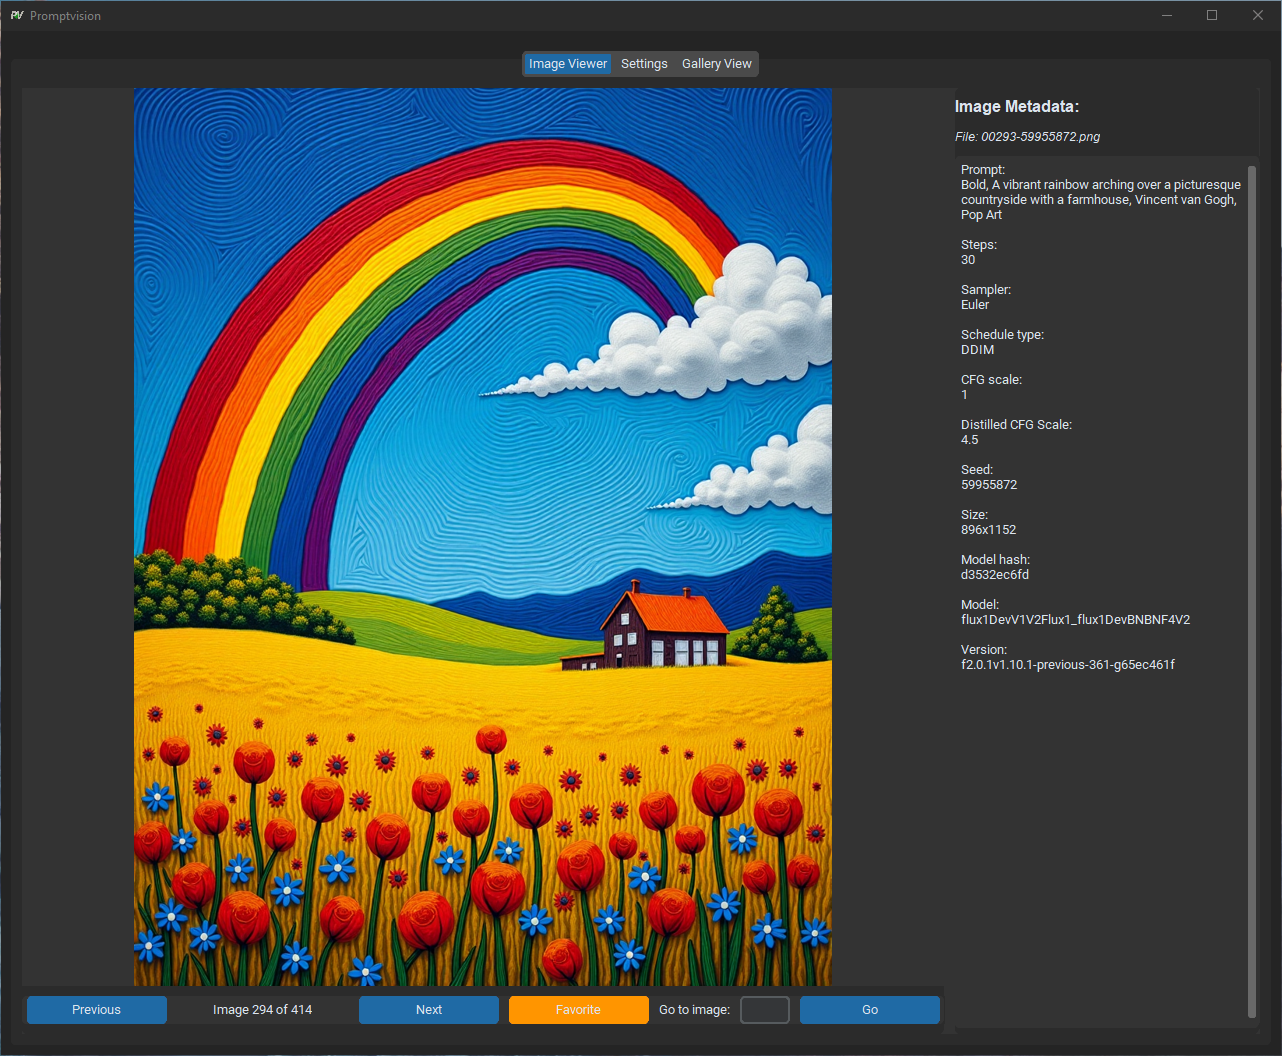 PV Promptvision
Image Viewer Settings Gallery View
Image Metadata:
File: 00293-59955872.png
Prompt:
Bold, A vibrant rainbow arching over a picturesque
countryside with a farmhouse, Vincent van Gogh,
Pop Art
Steps:
30
Sampler:
Euler
Schedule type:
DDIM
CFG scale:
1
Distilled CFG Scale:
4.5
Seed:
59955872
Size:
896x1152
Model hash:
d3532ec6fd
Model:
flux1DevV1V2Flux1_flux1DevBNBNF4V2
Version:
f2.0.1v1.10.1-previous-361-g65ec461f
Previous Image 294 of 414 Next Favorite Go to image: Go